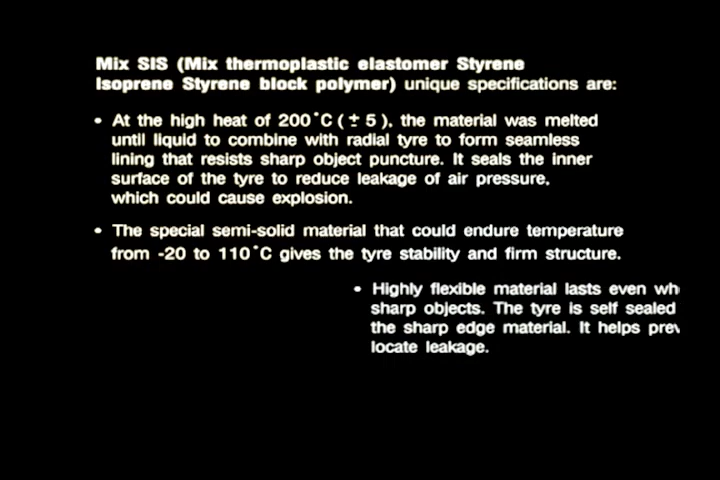 Mix SIS (Mix thermoplastic elastomer Styrene
Isoprene Styrene block polymer) unique specifications are:
• At the high heat of 200˚C ( ± 5 ), the material was melted
until liquid to combine with radial tyre to form seamless
lining that resists sharp object puncture. It seals the inner
surface of the tyre to reduce leakage of air pressure,
which could cause explosion.
• The special semi-solid material that could endure temperature
from -20 to 110˚C gives the tyre stability and firm structure.
• Highly flexible material lasts even
sharp objects. The tyre is self sealed
the sharp edge material. It helps
locate leakage.